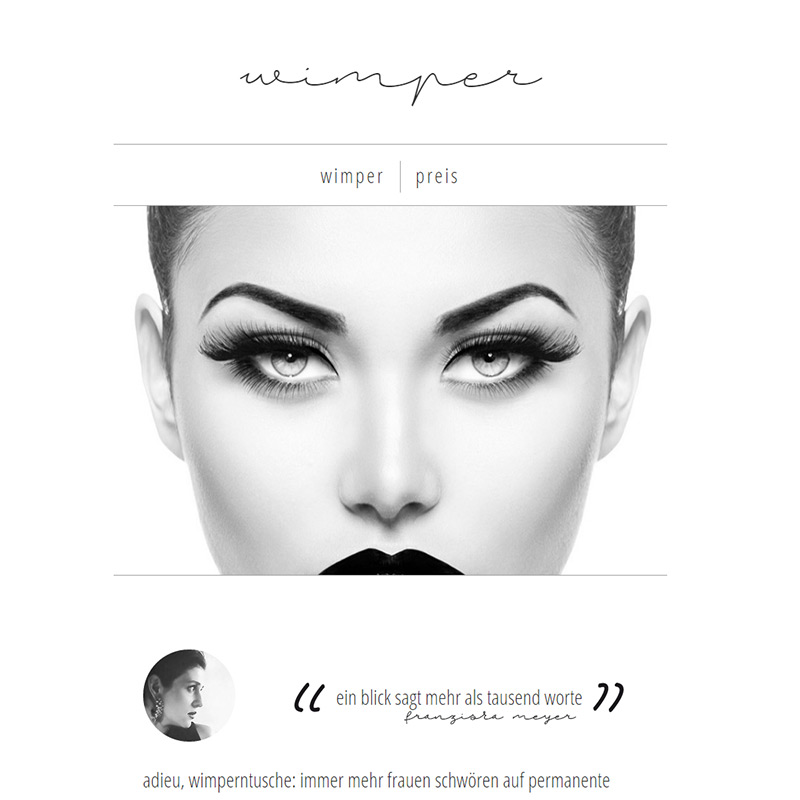 wimper
wimper | preis
“ ein blick sagt mehr als tausend worte ”
franziska meyer
adieu, wimperntusche: immer mehr frauen schwören auf permanente